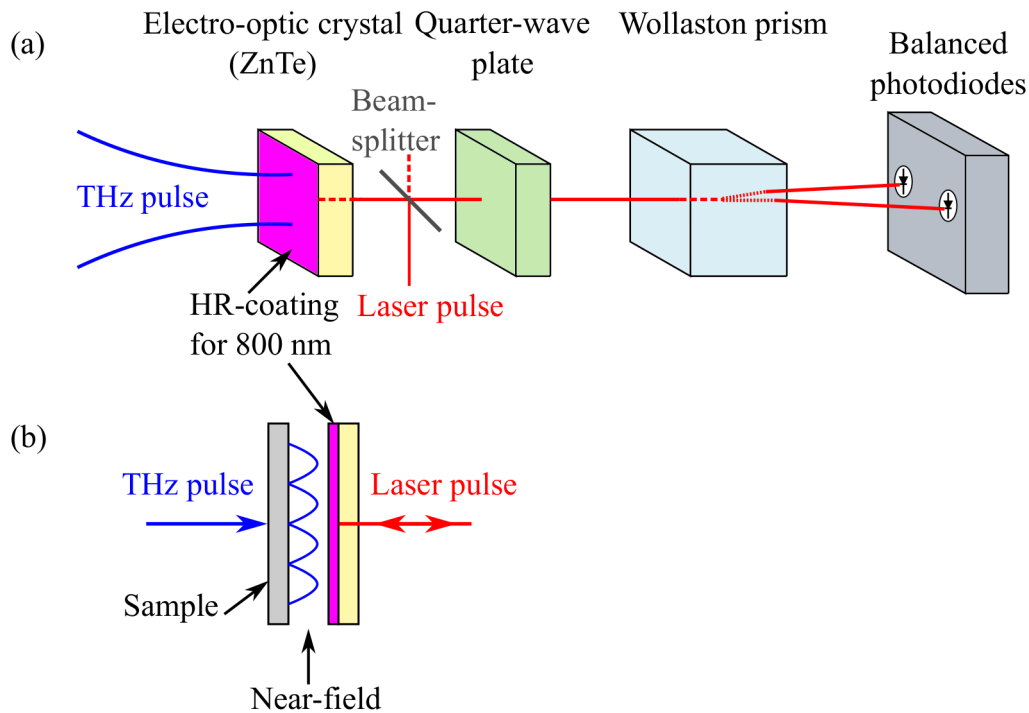 (a)
Electro-optic crystal
(ZnTe)
Quarter-wave
plate
Wollaston prism
Balanced
photodiodes
Beam-
splitter
THz pulse
HR-coating
for 800 nm
Laser pulse
(b)
THz pulse
Laser pulse
Sample
Near-field